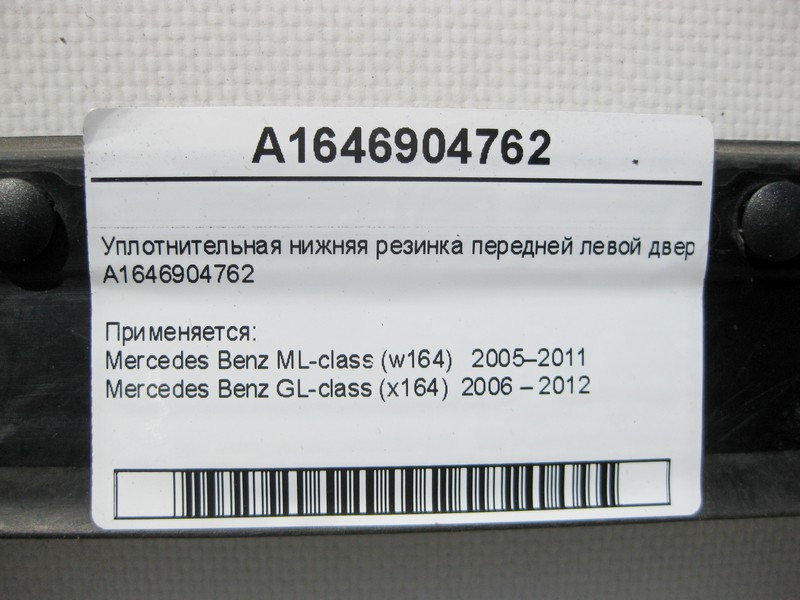 A1646904762
Уплотнительная нижняя резинка передней левой двер
A1646904762
Применяется:
Mercedes Benz ML-class (w164) 2005–2011
Mercedes Benz GL-class (x164) 2006 – 2012